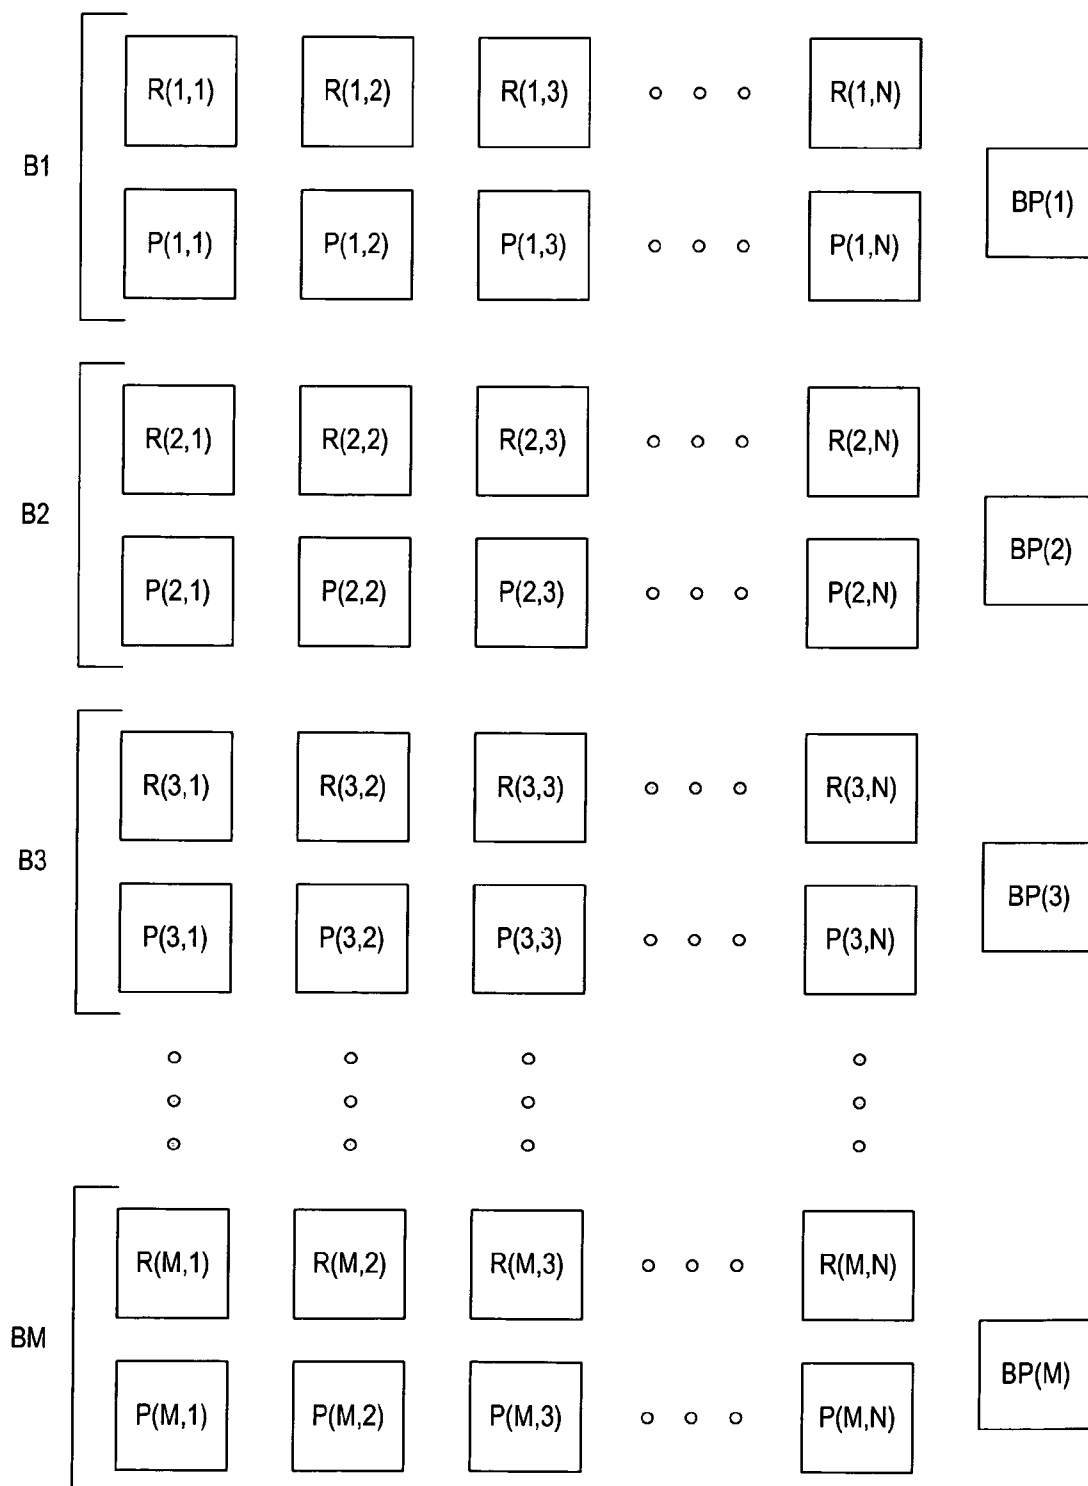 R(1,1) R(1,2) R(1,3) R(1,N)
B1
BP(1)
P(1,1) P(1,2) P(1,3) P(1,N)
R(2,1) R(2,2) R(2,3) R(2,N)
B2
BP(2)
P(2,1) P(2,2) P(2,3) P(2,N)
R(3,1) R(3,2) R(3,3) R(3,N)
B3
BP(3)
P(3,1) P(3,2) P(3,3) P(3,N)
R(M,1) R(M,2) R(M,3) R(M,N)
BM
BP(M)
P(M,1) P(M,2) P(M,3) P(M,N)